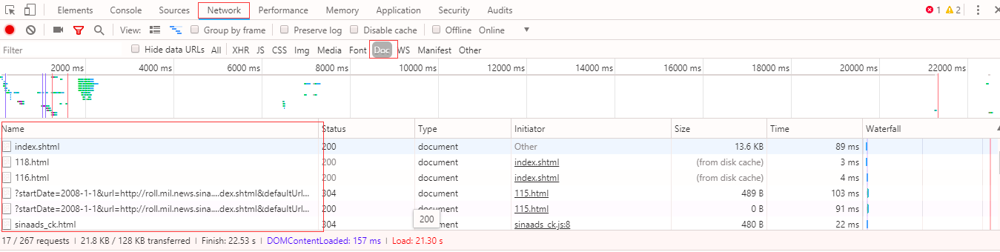 Elements Console Sources Network Performance Memory Application Security Audits 1 2
View: Group by frame Preserve log Disable cache Offline Online
Filter Hide data URLs All XHR JS CSS Img Media Font Doc WS Manifest Other
2000 ms 4000 ms 6000 ms 8000 ms 10000 ms 12000 ms 14000 ms 16000 ms 18000 ms 20000 ms 22000 ms
Name Status Type Initiator Size Time Waterfall
index.shtml 200 document Other 13.6 KB 89 ms
118.html 200 document index.shtml (from disk cache) 3 ms
116.html 200 document index.shtml (from disk cache) 4 ms
?startDate=2008-1-1&url=http://roll.mil.news.sina....dex.shtml&defaultUrl... 304 document 115.html 489 B 103 ms
?startDate=2008-1-1&url=http://roll.mil.news.sina....dex.shtml&defaultUrl... 200 document 115.html 0 B 91 ms
200
sinaads_ck.html 304 document sinaads_ck.js:8 480 B 22 ms
17 / 267 requests | 21.8 KB / 128 KB transferred | Finish: 22.53 s | DOMContentLoaded: 157 ms | Load: 21.30 s